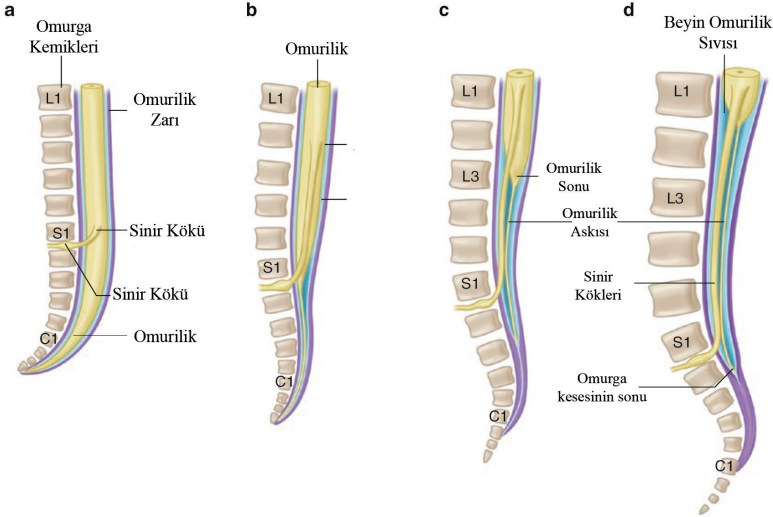 a
Omurga
Kemikleri
L1
Omurilik
Zarı
S1
Sinir Kökü
Sinir Kökü
Omurilik
C1
b
Omurilik
L1
S1
C1
c
L1
L3
Omurilik
Sonu
Omurilik
Askısı
S1
C1
d
Beyin Omurilik
Sıvısı
L1
L3
Sinir
Kökleri
S1
Omurga
kesesinin sonu
C1